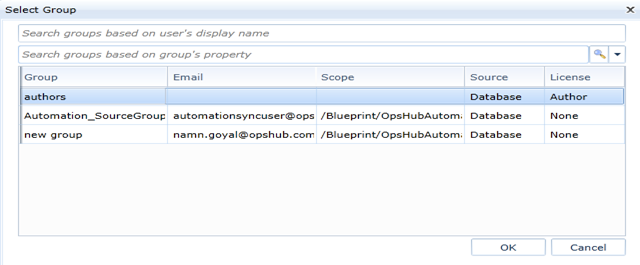 Select Group
Search groups based on user's display name
Search groups based on group's property
Group Email Scope Source License
authors Database Author
Automation_SourceGroup automationsyncuser@ops /Blueprint/OpsHubAutoma Database None
new group namn.goyal@opshub.com /Blueprint/OpsHubAutoma Database None
OK Cancel